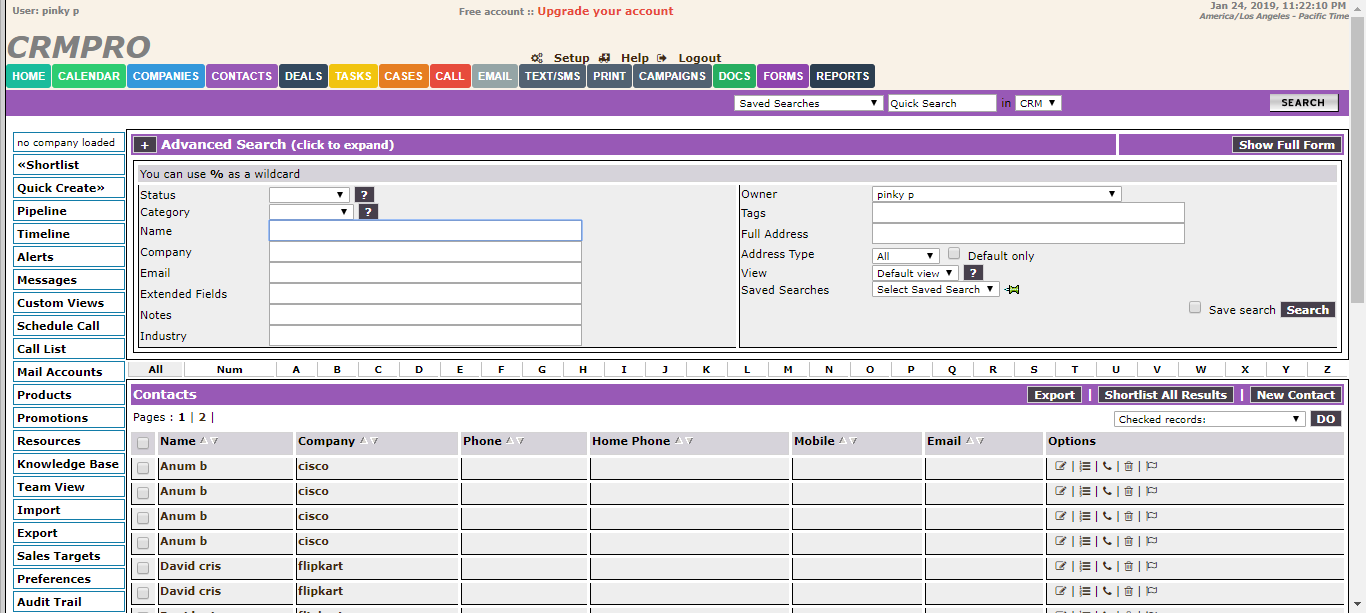 User: pinky p
Free account :: Upgrade your account
Jan 24, 2019, 11:22:10 PM
America/Los Angeles - Pacific Time
CRMPRO
Setup Help Logout
HOME CALENDAR COMPANIES CONTACTS DEALS TASKS CASES CALL EMAIL TEXT/SMS PRINT CAMPAIGNS DOCS FORMS REPORTS
Saved Searches Quick Search in CRM SEARCH
no company loaded
«Shortlist
Quick Create»
Pipeline
Timeline
Alerts
Messages
Custom Views
Schedule Call
Call List
Mail Accounts
Products
Promotions
Resources
Knowledge Base
Team View
Import
Export
Sales Targets
Preferences
Audit Trail
+ Advanced Search (click to expand) Show Full Form
You can use % as a wildcard
Status ?
Category ?
Name
Company
Email
Extended Fields
Notes
Industry
Owner pinky p
Tags
Full Address
Address Type All Default only
View Default view ?
Saved Searches Select Saved Search
Save search Search
All Num A B C D E F G H I J K L M N O P Q R S T U V W X Y Z
Contacts Export | Shortlist All Results | New Contact
Pages : 1 | 2 |
Checked records: DO
Name Company Phone Home Phone Mobile Email Options
Anum b cisco
Anum b cisco
Anum b cisco
Anum b cisco
David cris flipkart
David cris flipkart